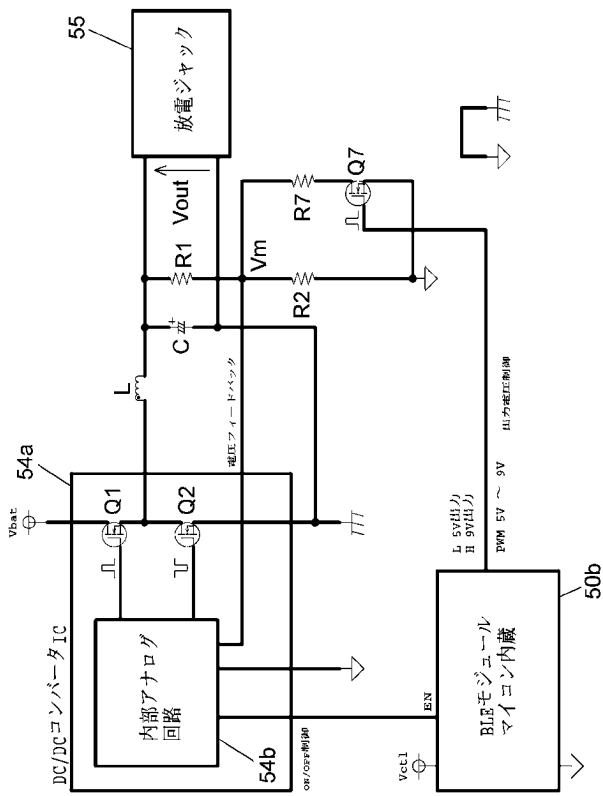 55
放電ジャック
Vout
R1
C
L
Vm
R7
Q7
R2
54a
DC/DCコンバータIC
Vbat
Q1
Q2
内部アナログ
回路
54b
電圧フィードバック
ON/OFF制御
EN
Vctl
BLEモジュール
マイコン内蔵
50b
L 5V出力
H 9V出力
PWM 5V ～ 9V
出力電圧制御